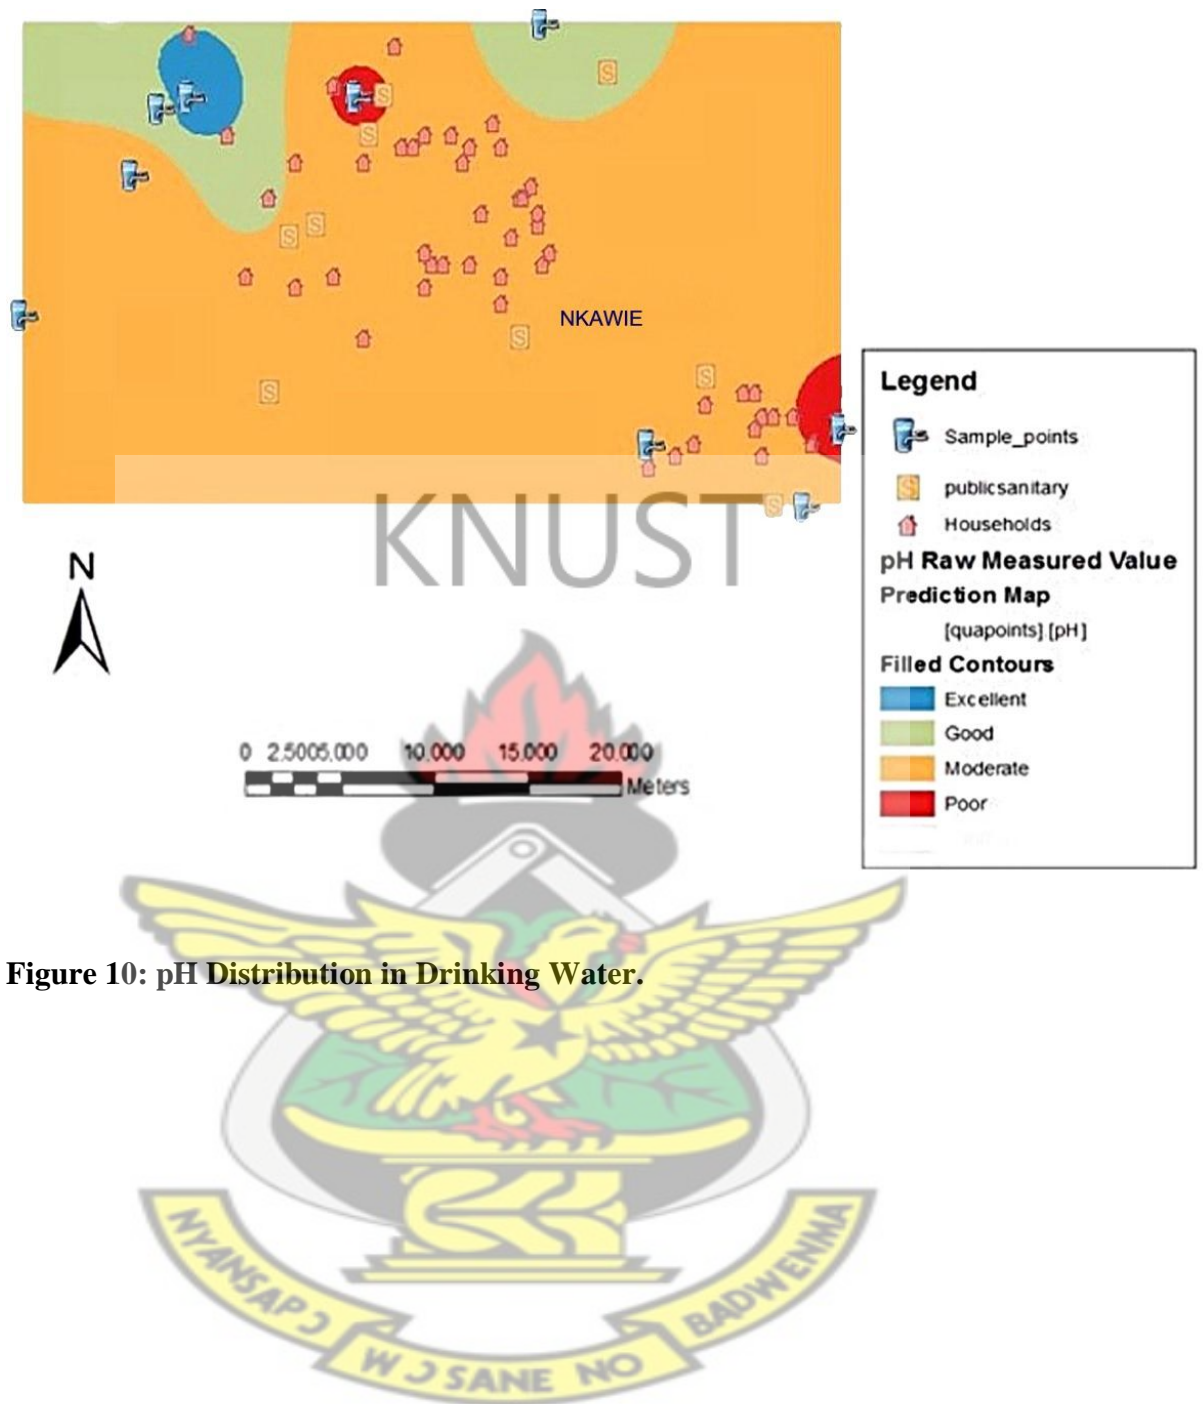 NKAWIE
KNUST
N
0 2.5005.000 10.000 15.000 20.000
Meters
Legend
Sample_points
publicsanitary
Households
pH Raw Measured Value
Prediction Map
[quapoints].[pH]
Filled Contours
Excellent
Good
Moderate
Poor
Figure 10: pH Distribution in Drinking Water.
NYANSAPƆ WƆSANE NO BADWENMA